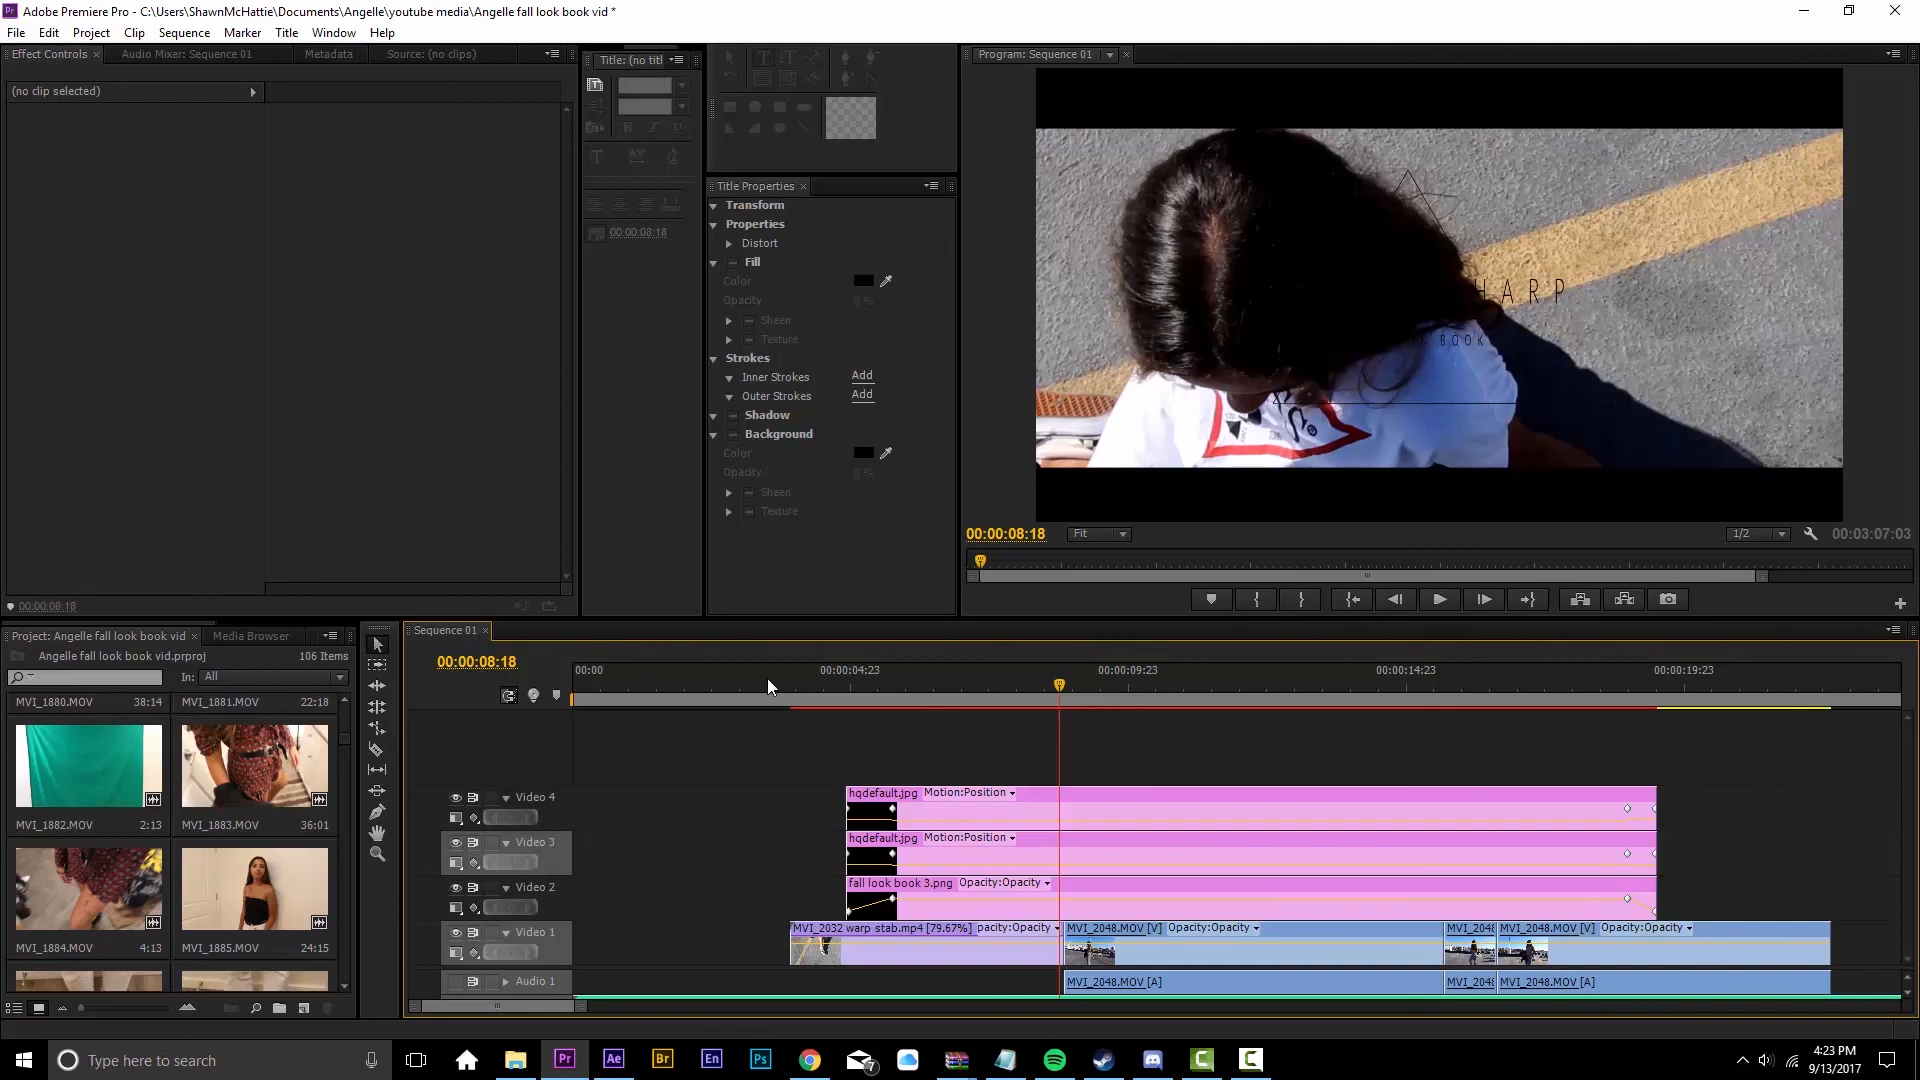 Adobe Premiere Pro - C:\Users\ShawnMcHattie\Documents\Angelle\youtube media\Angelle fall look book vid *
File Edit Project Clip Sequence Marker Title Window Help
Effect Controls Audio Mixer: Sequence 01 Metadata Source: (no clips)
(no clip selected)
00:00:08:18
Title: (no titl
T
B I U
00:00:08:18
Title Properties
Transform
Properties
Distort
Fill
Color
Opacity 0 %
Sheen
Texture
Strokes
Inner Strokes Add
Outer Strokes Add
Shadow
Background
Color
Opacity 0 %
Sheen
Texture
Program: Sequence 01
HARP
BOOK
00:00:08:18 Fit 1/2 00:03:07:03
Project: Angelle fall look book vid Media Browser
Angelle fall look book vid.prproj 106 Items
In: All
MVI_1880.MOV 38:14 MVI_1881.MOV 22:18
MVI_1882.MOV 2:13 MVI_1883.MOV 36:01
MVI_1884.MOV 4:13 MVI_1885.MOV 24:15
Sequence 01
00:00:08:18
00:00 00:00:04:23 00:00:09:23 00:00:14:23 00:00:19:23
Video 4 hqdefault.jpg Motion:Position
Video 3 hqdefault.jpg Motion:Position
Video 2 fall look book 3.png Opacity:Opacity
Video 1 MVI_2032 warp stab.mp4 [79.67%] pacity:Opacity MVI_2048.MOV [V] Opacity:Opacity MVI_2048 MVI_2048.MOV [V] Opacity:Opacity
Audio 1 MVI_2048.MOV [A] MVI_2048 MVI_2048.MOV [A]
Type here to search Pr Ae Br En Ps 7 C C
4:23 PM
9/13/2017